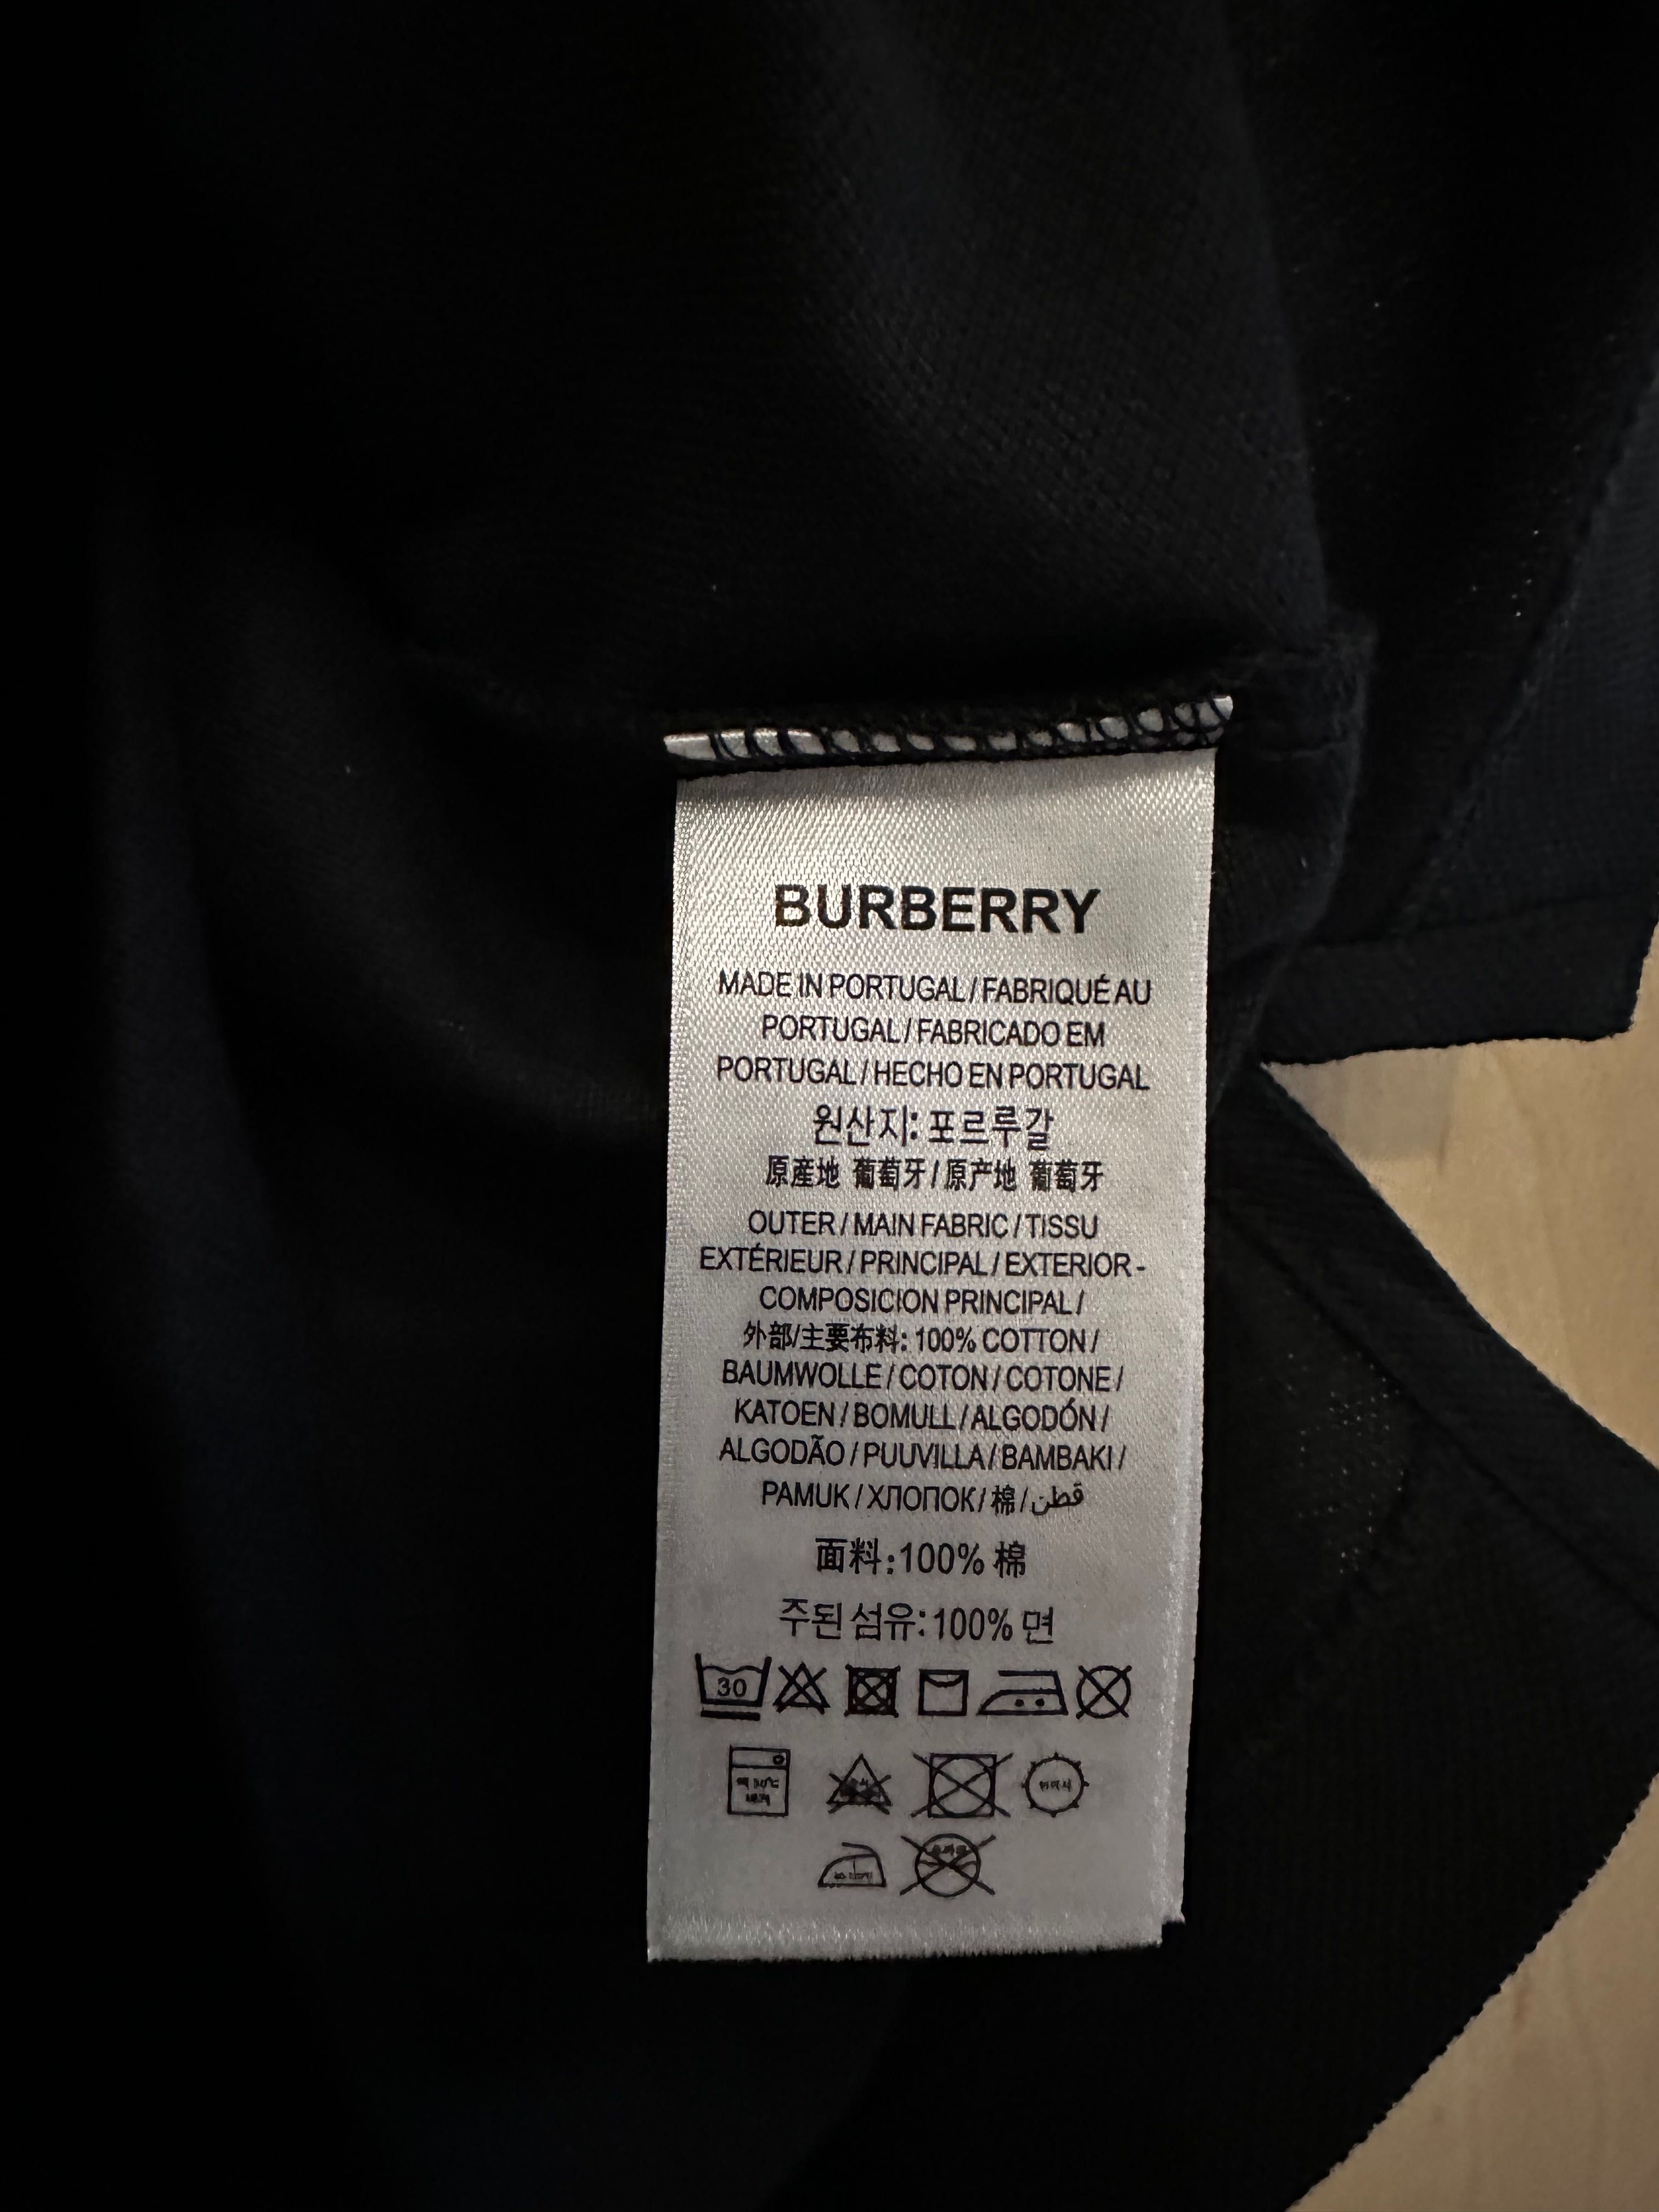 BURBERRY
MADE IN PORTUGAL / FABRIQUÉ AU
PORTUGAL / FABRICADO EM
PORTUGAL / HECHO EN PORTUGAL
원산지: 포르루갈
原産地 葡萄牙 / 原产地 葡萄牙
OUTER / MAIN FABRIC / TISSU
EXTÉRIEUR / PRINCIPAL / EXTERIOR -
COMPOSICION PRINCIPAL /
外部/主要布料: 100% COTTON /
BAUMWOLLE / COTON / COTONE /
KATOEN / BOMULL / ALGODÓN /
ALGODÃO / PUUVILLA / BAMBAKI /
PAMUK / ХЛОПОК / 棉 / قطن
面料:100% 棉
주된 섬유:100% 면
30